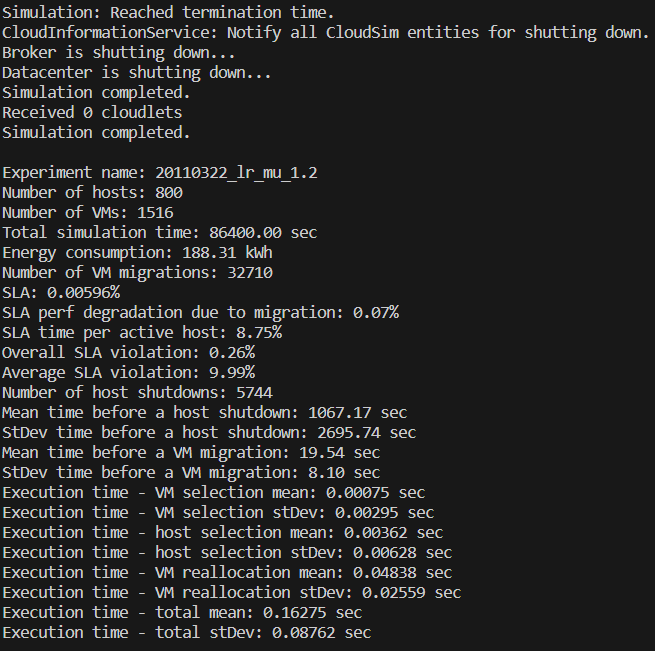 Simulation: Reached termination time.
CloudInformationService: Notify all CloudSim entities for shutting down.
Broker is shutting down...
Datacenter is shutting down...
Simulation completed.
Received 0 cloudlets
Simulation completed.

Experiment name: 20110322_lr_mu_1.2
Number of hosts: 800
Number of VMs: 1516
Total simulation time: 86400.00 sec
Energy consumption: 188.31 kWh
Number of VM migrations: 32710
SLA: 0.00596%
SLA perf degradation due to migration: 0.07%
SLA time per active host: 8.75%
Overall SLA violation: 0.26%
Average SLA violation: 9.99%
Number of host shutdowns: 5744
Mean time before a host shutdown: 1067.17 sec
StDev time before a host shutdown: 2695.74 sec
Mean time before a VM migration: 19.54 sec
StDev time before a VM migration: 8.10 sec
Execution time - VM selection mean: 0.00075 sec
Execution time - VM selection stDev: 0.00295 sec
Execution time - host selection mean: 0.00362 sec
Execution time - host selection stDev: 0.00628 sec
Execution time - VM reallocation mean: 0.04838 sec
Execution time - VM reallocation stDev: 0.02559 sec
Execution time - total mean: 0.16275 sec
Execution time - total stDev: 0.08762 sec